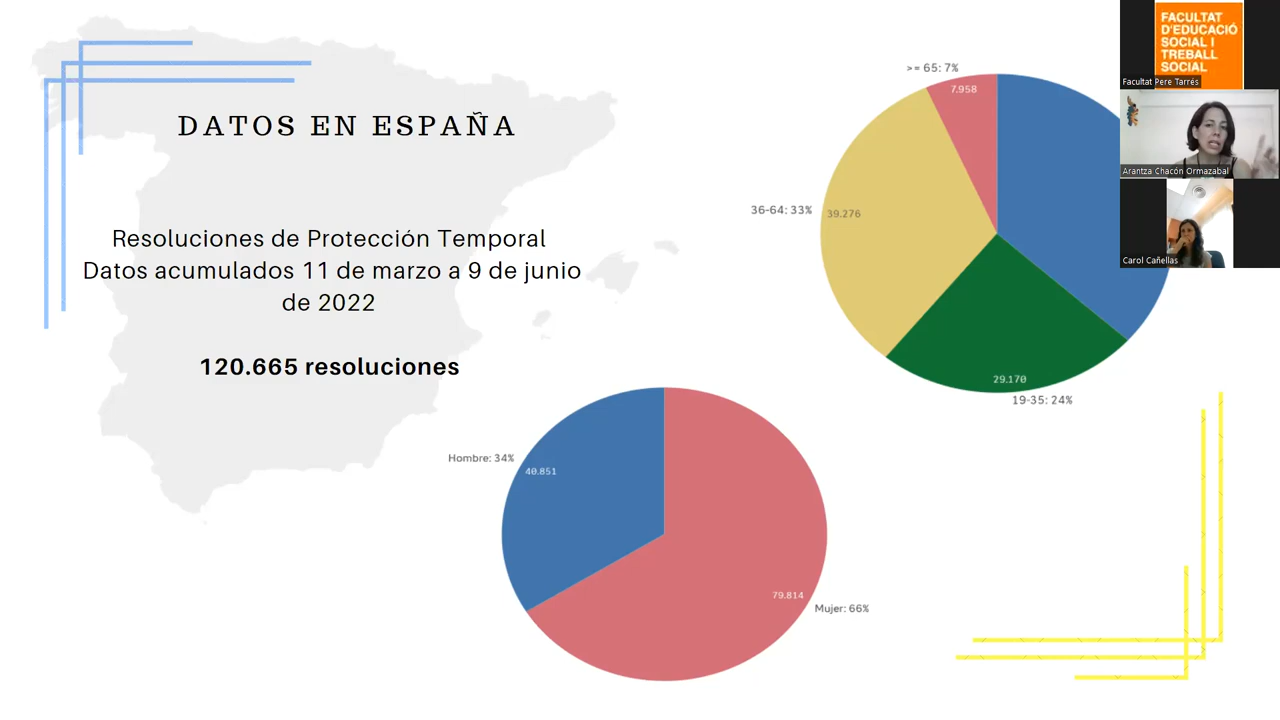 DATOS EN ESPAÑA
Resoluciones de Protección Temporal
Datos acumulados 11 de marzo a 9 de junio
de 2022
120.665 resoluciones
>= 65: 7%
7.958
36-64: 33%
39.276
29.170
19-35: 24%
Hombre: 34%
40.851
79.814
Mujer: 66%
FACULTAT
D'EDUCACIÓ
SOCIAL I
TREBALL
SOCIAL
Facultat Pere Tarrés
Arantza Chacón Ormazabal
Carol Cañellas